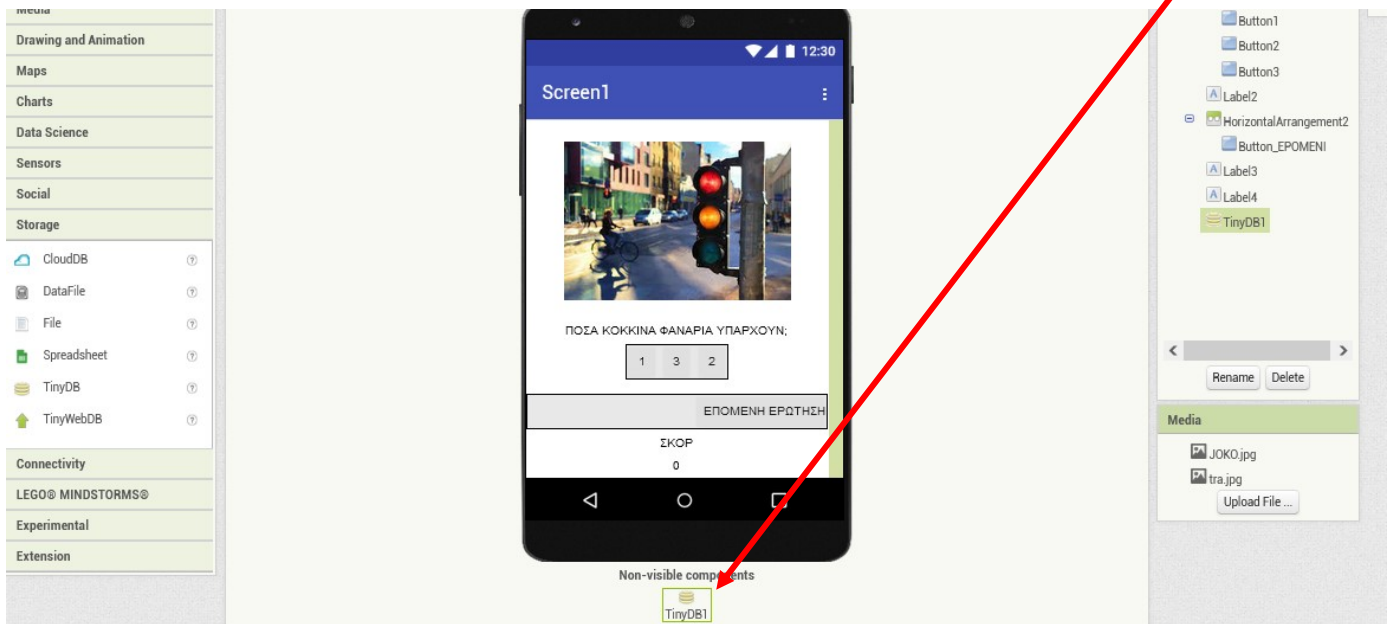 Media
Drawing and Animation
Maps
Charts
Data Science
Sensors
Social
Storage
CloudDB
DataFile
File
Spreadsheet
TinyDB
TinyWebDB
Connectivity
LEGO® MINDSTORMS®
Experimental
Extension
12:30
Screen1
ΠΟΣΑ ΚΟΚΚΙΝΑ ΦΑΝΑΡΙΑ ΥΠΑΡΧΟΥΝ;
1 3 2
ΕΠΟΜΕΝΗ ΕΡΩΤΗΣΗ
ΣΚΟΡ
0
Non-visible components
TinyDB1
Button1
Button2
Button3
Label2
HorizontalArrangement2
Button_EPOMENI
Label3
Label4
TinyDB1
Rename Delete
Media
JOKO.jpg
tra.jpg
Upload File ...